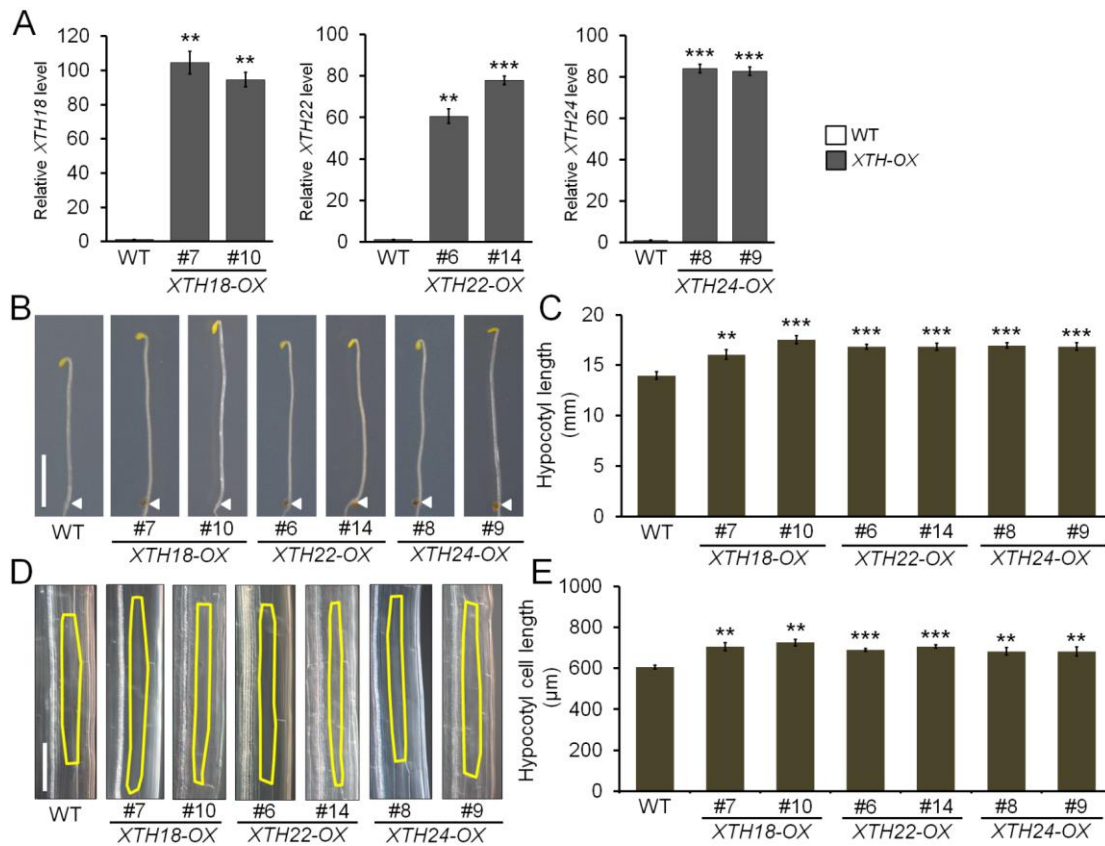 A
Relative XTH18 level
120
100
80
60
40
20
0
** **
WT #7 #10
XTH18-OX
Relative XTH22 level
100
80
60
40
20
0
** ***
WT #6 #14
XTH22-OX
Relative XTH24 level
100
80
60
40
20
0
*** ***
WT #8 #9
XTH24-OX
WT
XTH-OX
B
WT #7 #10 #6 #14 #8 #9
XTH18-OX XTH22-OX XTH24-OX
C
Hypocotyl length
(mm)
20
15
10
5
0
** *** *** *** *** ***
WT #7 #10 #6 #14 #8 #9
XTH18-OX XTH22-OX XTH24-OX
D
WT #7 #10 #6 #14 #8 #9
XTH18-OX XTH22-OX XTH24-OX
E
Hypocotyl cell length
(μm)
1000
800
600
400
200
0
** ** *** *** ** **
WT #7 #10 #6 #14 #8 #9
XTH18-OX XTH22-OX XTH24-OX